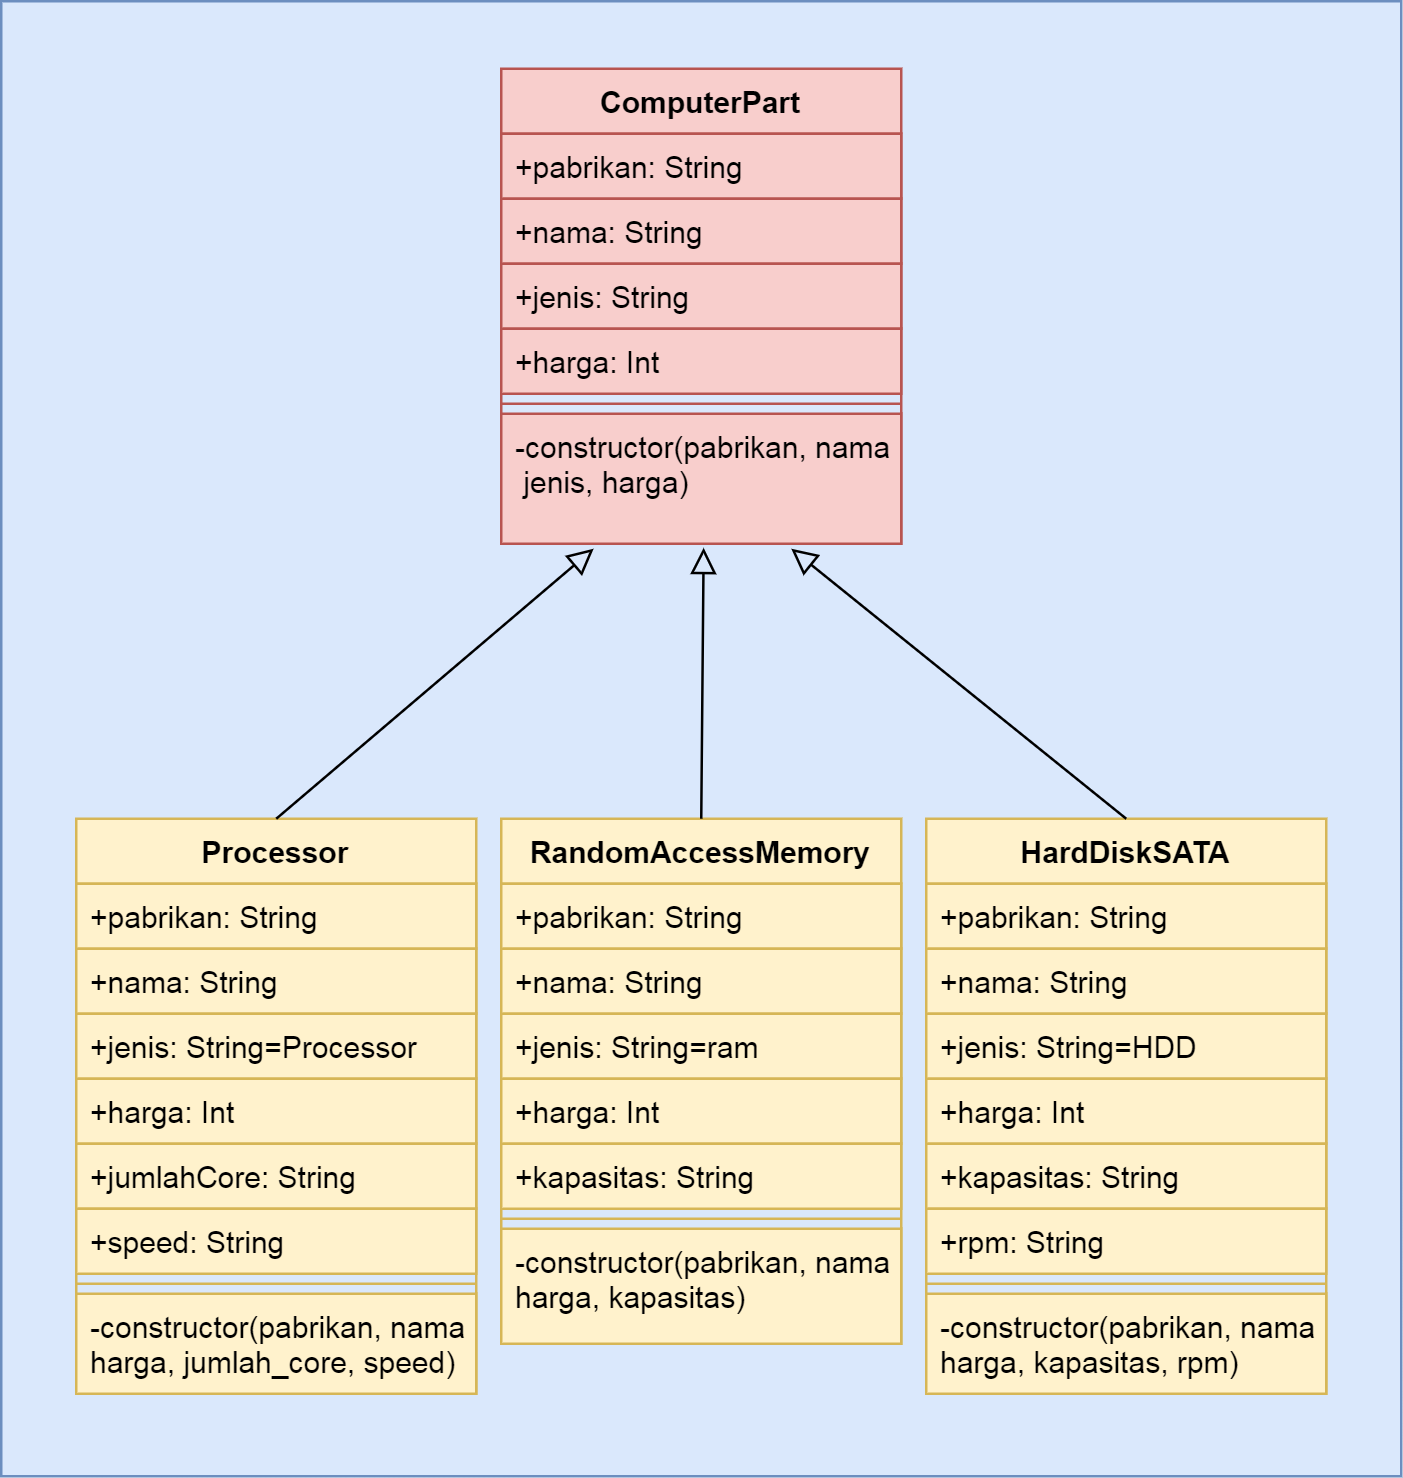 ComputerPart
+pabrikan: String
+nama: String
+jenis: String
+harga: Int
-constructor(pabrikan, nama
jenis, harga)
Processor
+pabrikan: String
+nama: String
+jenis: String=Processor
+harga: Int
+jumlahCore: String
+speed: String
-constructor(pabrikan, nama
harga, jumlah_core, speed)
RandomAccessMemory
+pabrikan: String
+nama: String
+jenis: String=ram
+harga: Int
+kapasitas: String
-constructor(pabrikan, nama
harga, kapasitas)
HardDiskSATA
+pabrikan: String
+nama: String
+jenis: String=HDD
+harga: Int
+kapasitas: String
+rpm: String
-constructor(pabrikan, nama
harga, kapasitas, rpm)